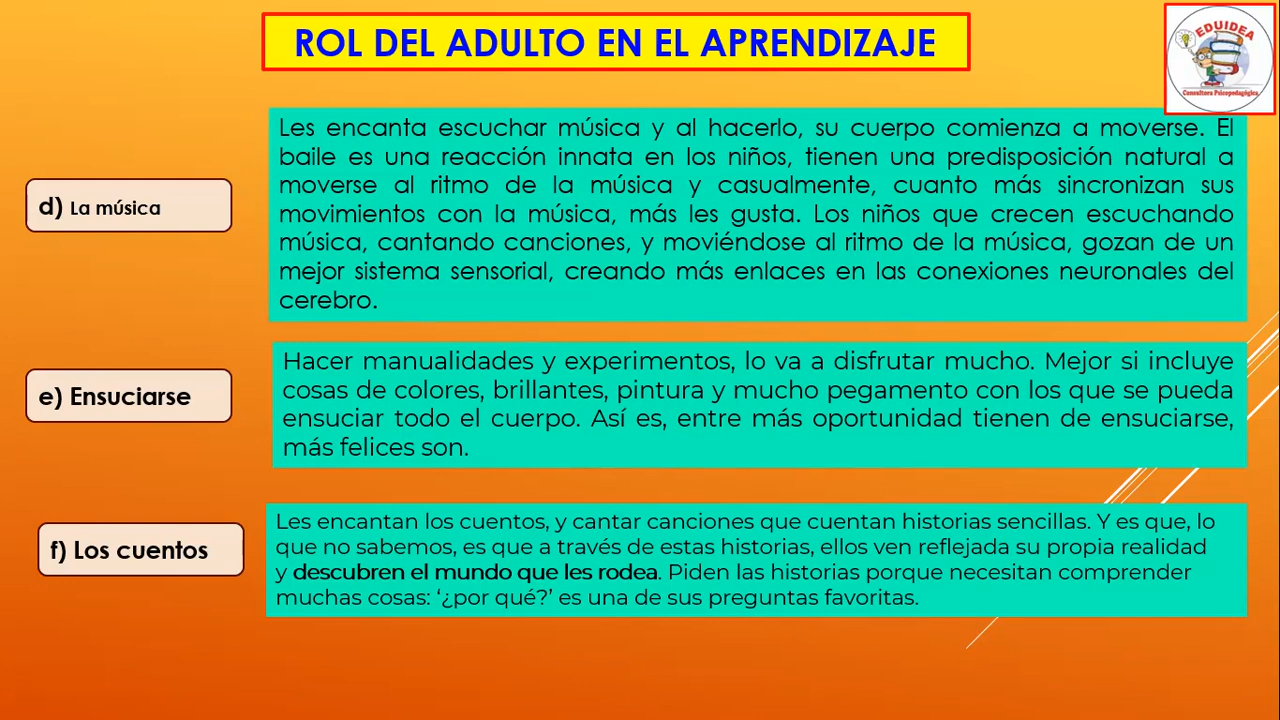 ROL DEL ADULTO EN EL APRENDIZAJE
EDUIDEA
Consultora Psicopedagógica
d) La música
Les encanta escuchar música y al hacerlo, su cuerpo comienza a moverse. El
baile es una reacción innata en los niños, tienen una predisposición natural a
moverse al ritmo de la música y casualmente, cuanto más sincronizan sus
movimientos con la música, más les gusta. Los niños que crecen escuchando
música, cantando canciones, y moviéndose al ritmo de la música, gozan de un
mejor sistema sensorial, creando más enlaces en las conexiones neuronales del
cerebro.
e) Ensuciarse
Hacer manualidades y experimentos, lo va a disfrutar mucho. Mejor si incluye
cosas de colores, brillantes, pintura y mucho pegamento con los que se pueda
ensuciar todo el cuerpo. Así es, entre más oportunidad tienen de ensuciarse,
más felices son.
f) Los cuentos
Les encantan los cuentos, y cantar canciones que cuentan historias sencillas. Y es que, lo
que no sabemos, es que a través de estas historias, ellos ven reflejada su propia realidad
y descubren el mundo que les rodea. Piden las historias porque necesitan comprender
muchas cosas: ‘¿por qué?’ es una de sus preguntas favoritas.